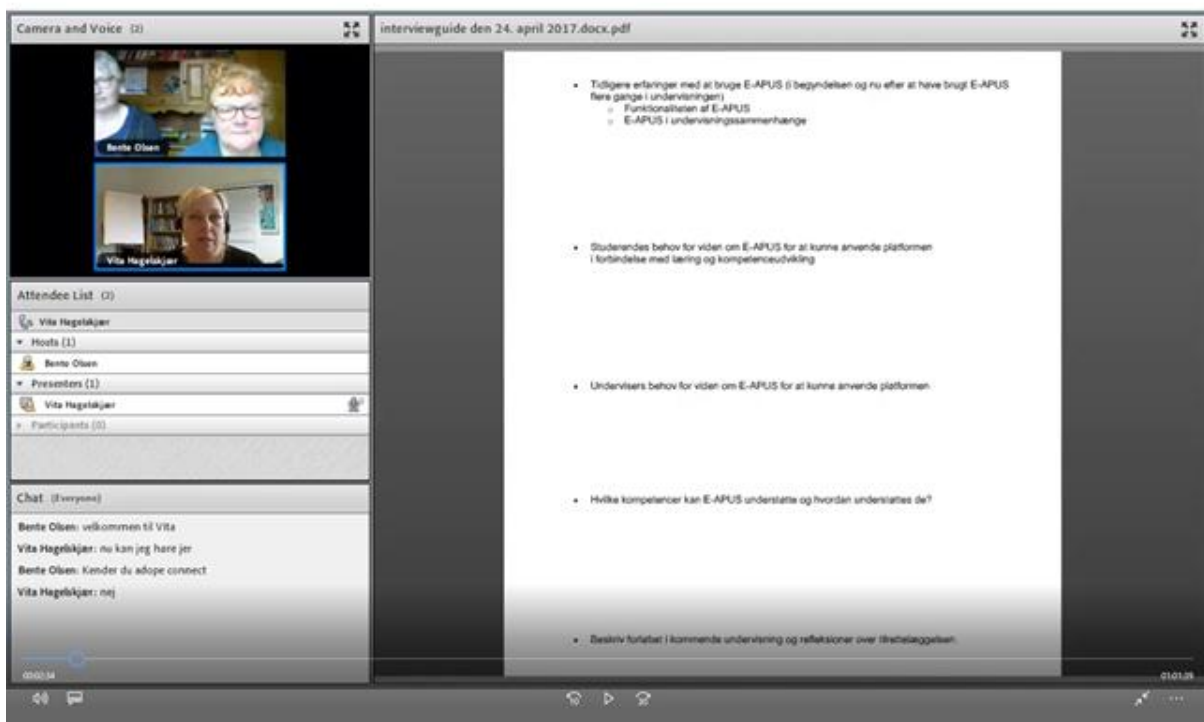 Camera and Voice (2)
Bente Olsen
Vita Hagelskjær
Attendee List (2)
Vita Hagelskjær
Hosts (1)
Bente Olsen
Presenters (1)
Vita Hagelskjær
Participants (0)
Chat (Everyone)
Bente Olsen: velkommen til Vita
Vita Hagelskjær: nu kan jeg høre jer
Bente Olsen: Kender du adope connect
Vita Hagelskjær: nej
interviewguide den 24. april 2017.docx.pdf
• Tidligere erfaringer med at bruge E-APUS (i begyndelsen og nu efter at have brugt E-APUS
flere gange i undervisningen)
○ Funktionaliteten af E-APUS
○ E-APUS i undervisningssammenhænge
• Studerendes behov for viden om E-APUS for at kunne anvende platformen
i forbindelse med læring og kompetenceudvikling
• Undervisers behov for viden om E-APUS for at kunne anvende platformen
• Hvilke kompetencer kan E-APUS understøtte og hvordan understøttes de?
• Beskriv forløbet i kommende undervisning og refleksioner over tilrettelæggelsen.
00:02:34
01:01:39
10
30